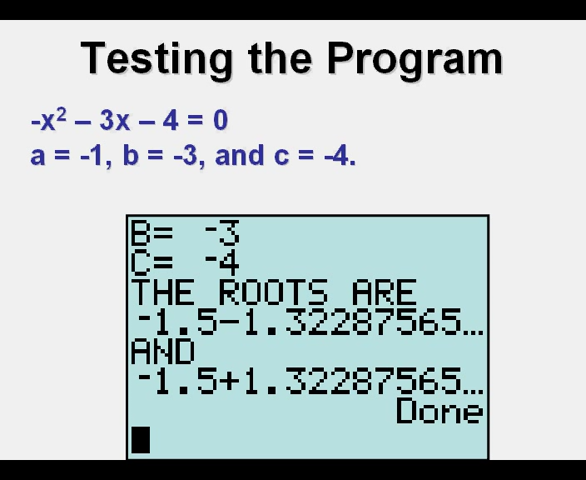 Testing the Program
-x² – 3x – 4 = 0
a = -1, b = -3, and c = -4.
B= -3
C= -4
THE ROOTS ARE
-1.5-1.32287565...
AND
-1.5+1.32287565...
Done